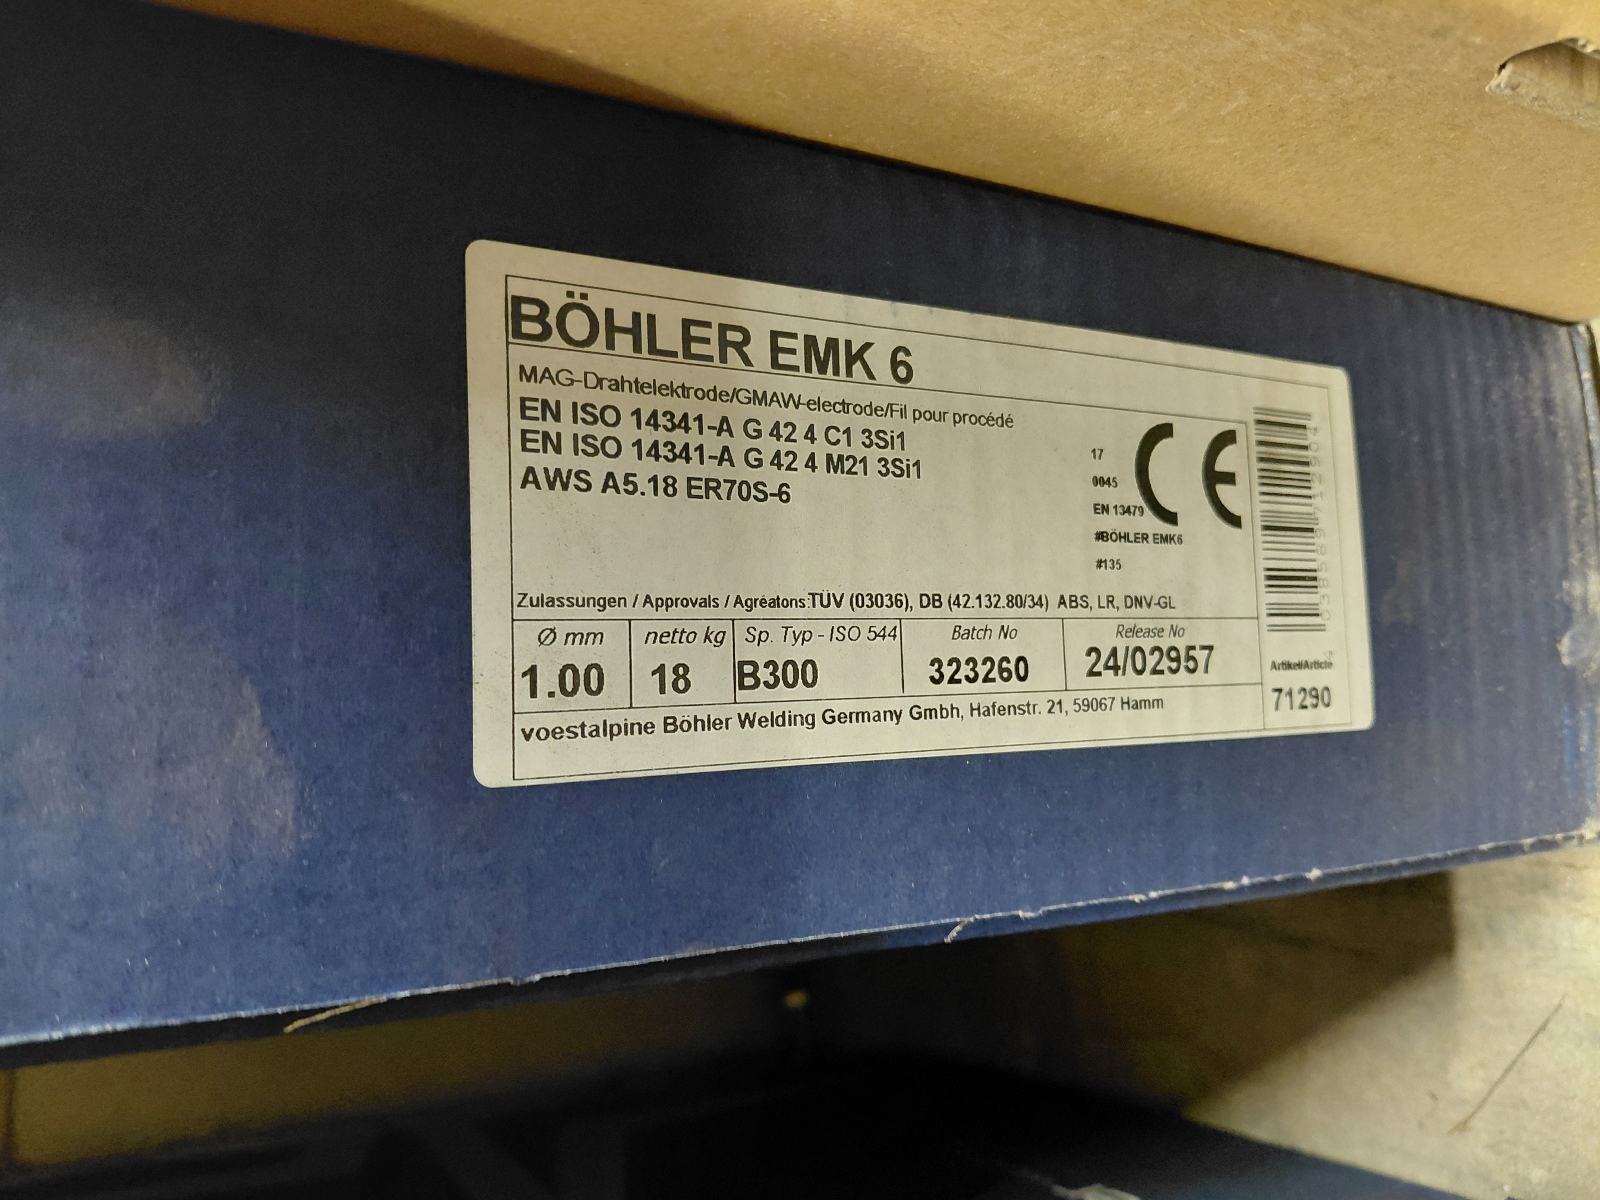 BÖHLER EMK 6
MAG-Drahtelektrode/GMAW-electrode/Fil pour procédé
EN ISO 14341-A G 42 4 C1 3Si1
EN ISO 14341-A G 42 4 M21 3Si1
AWS A5.18 ER70S-6
17
0045
EN 13479
#BÖHLER EMK6
#135
CE
Zulassungen / Approvals / Agréatons:TÜV (03036), DB (42.132.80/34) ABS, LR, DNV-GL
Ø mm netto kg Sp. Typ - ISO 544 Batch No Release No
1.00 18 B300 323260 24/02957
voestalpine Böhler Welding Germany Gmbh, Hafenstr. 21, 59067 Hamm
Artikel/Article
71290